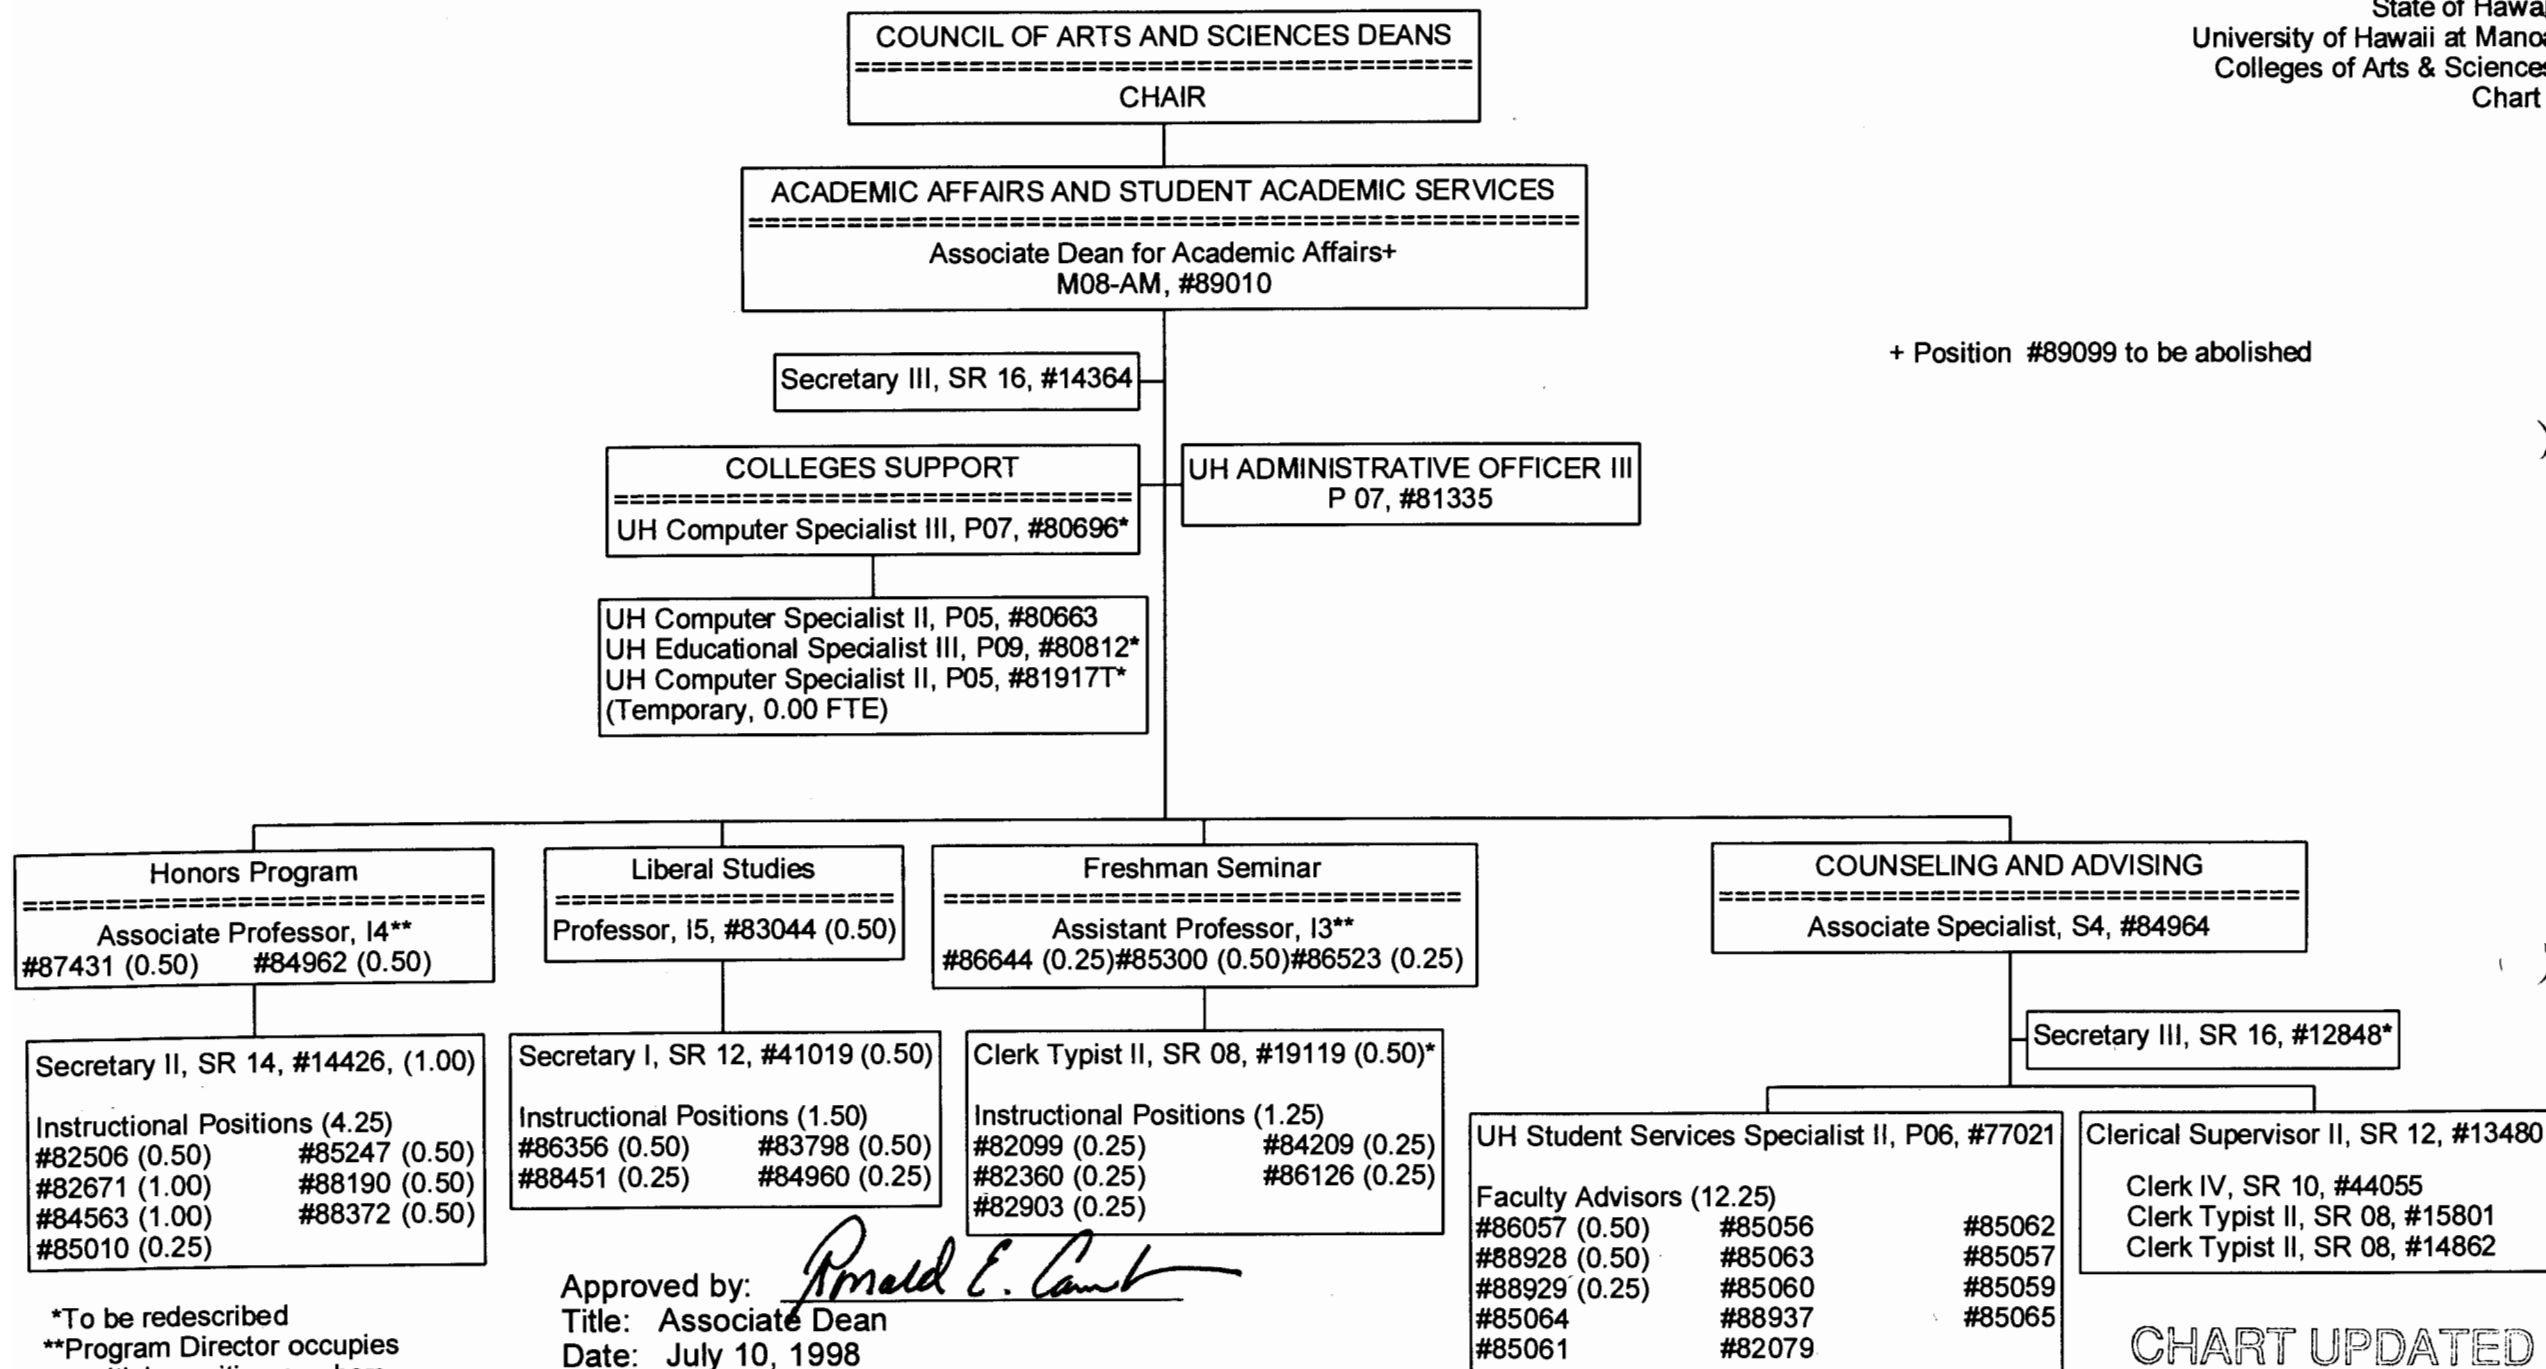 State of Hawa
University of Hawaii at Manoa
Colleges of Arts & Sciences
Chart
COUNCIL OF ARTS AND SCIENCES DEANS
======================================
CHAIR
ACADEMIC AFFAIRS AND STUDENT ACADEMIC SERVICES
===================================================
Associate Dean for Academic Affairs+
M08-AM, #89010
+ Position #89099 to be abolished
Secretary III, SR 16, #14364
COLLEGES SUPPORT
================================
UH Computer Specialist III, P07, #80696*
UH ADMINISTRATIVE OFFICER III
P 07, #81335
UH Computer Specialist II, P05, #80663
UH Educational Specialist III, P09, #80812*
UH Computer Specialist II, P05, #81917T*
(Temporary, 0.00 FTE)
Honors Program
============================
Associate Professor, I4**
#87431 (0.50) #84962 (0.50)
Secretary II, SR 14, #14426, (1.00)
Instructional Positions (4.25)
#82506 (0.50) #85247 (0.50)
#82671 (1.00) #88190 (0.50)
#84563 (1.00) #88372 (0.50)
#85010 (0.25)
Liberal Studies
=====================
Professor, I5, #83044 (0.50)
Secretary I, SR 12, #41019 (0.50)
Instructional Positions (1.50)
#86356 (0.50) #83798 (0.50)
#88451 (0.25) #84960 (0.25)
Freshman Seminar
================================
Assistant Professor, I3**
#86644 (0.25)#85300 (0.50)#86523 (0.25)
Clerk Typist II, SR 08, #19119 (0.50)*
Instructional Positions (1.25)
#82099 (0.25) #84209 (0.25)
#82360 (0.25) #86126 (0.25)
#82903 (0.25)
COUNSELING AND ADVISING
====================================
Associate Specialist, S4, #84964
Secretary III, SR 16, #12848*
UH Student Services Specialist II, P06, #77021
Faculty Advisors (12.25)
#86057 (0.50) #85056 #85062
#88928 (0.50) #85063 #85057
#88929 (0.25) #85060 #85059
#85064 #88937 #85065
#85061 #82079
Clerical Supervisor II, SR 12, #13480
Clerk IV, SR 10, #44055
Clerk Typist II, SR 08, #15801
Clerk Typist II, SR 08, #14862
*To be redescribed
**Program Director occupies
Approved by: Ronald E.
Title: Associate Dean
Date: July 10, 1998
CHART UPDATED